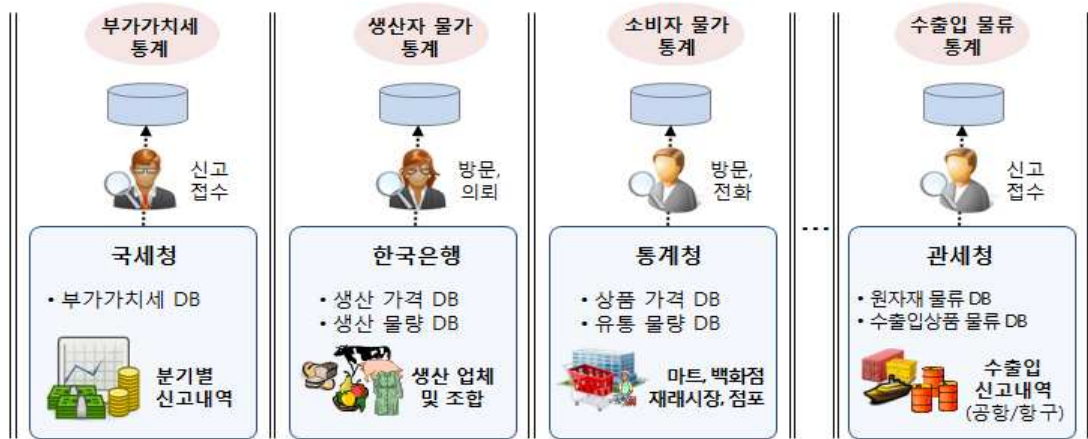 부가가치세
통계
신고
접수
국세청
• 부가가치세 DB
분기별
신고내역
생산자 물가
통계
방문,
의뢰
한국은행
• 생산 가격 DB
• 생산 물량 DB
생산 업체
및 조합
소비자 물가
통계
방문,
전화
통계청
• 상품 가격 DB
• 유통 물량 DB
마트, 백화점
재래시장, 점포
...
수출입 물류
통계
신고
접수
관세청
• 원자재 물류 DB
• 수출입상품 물류 DB
수출입
신고내역
(공항/항구)